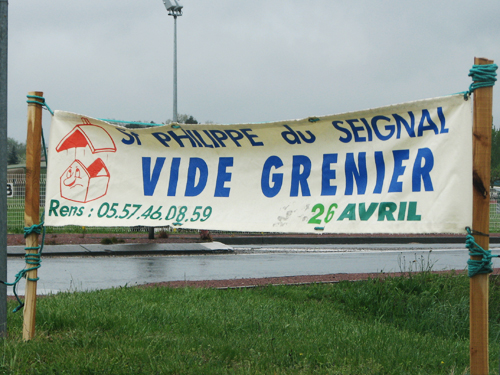 St PHILIPPE du SEIGNAL
VIDE GRENIER
Rens : 05.57.46.08.59
26 AVRIL